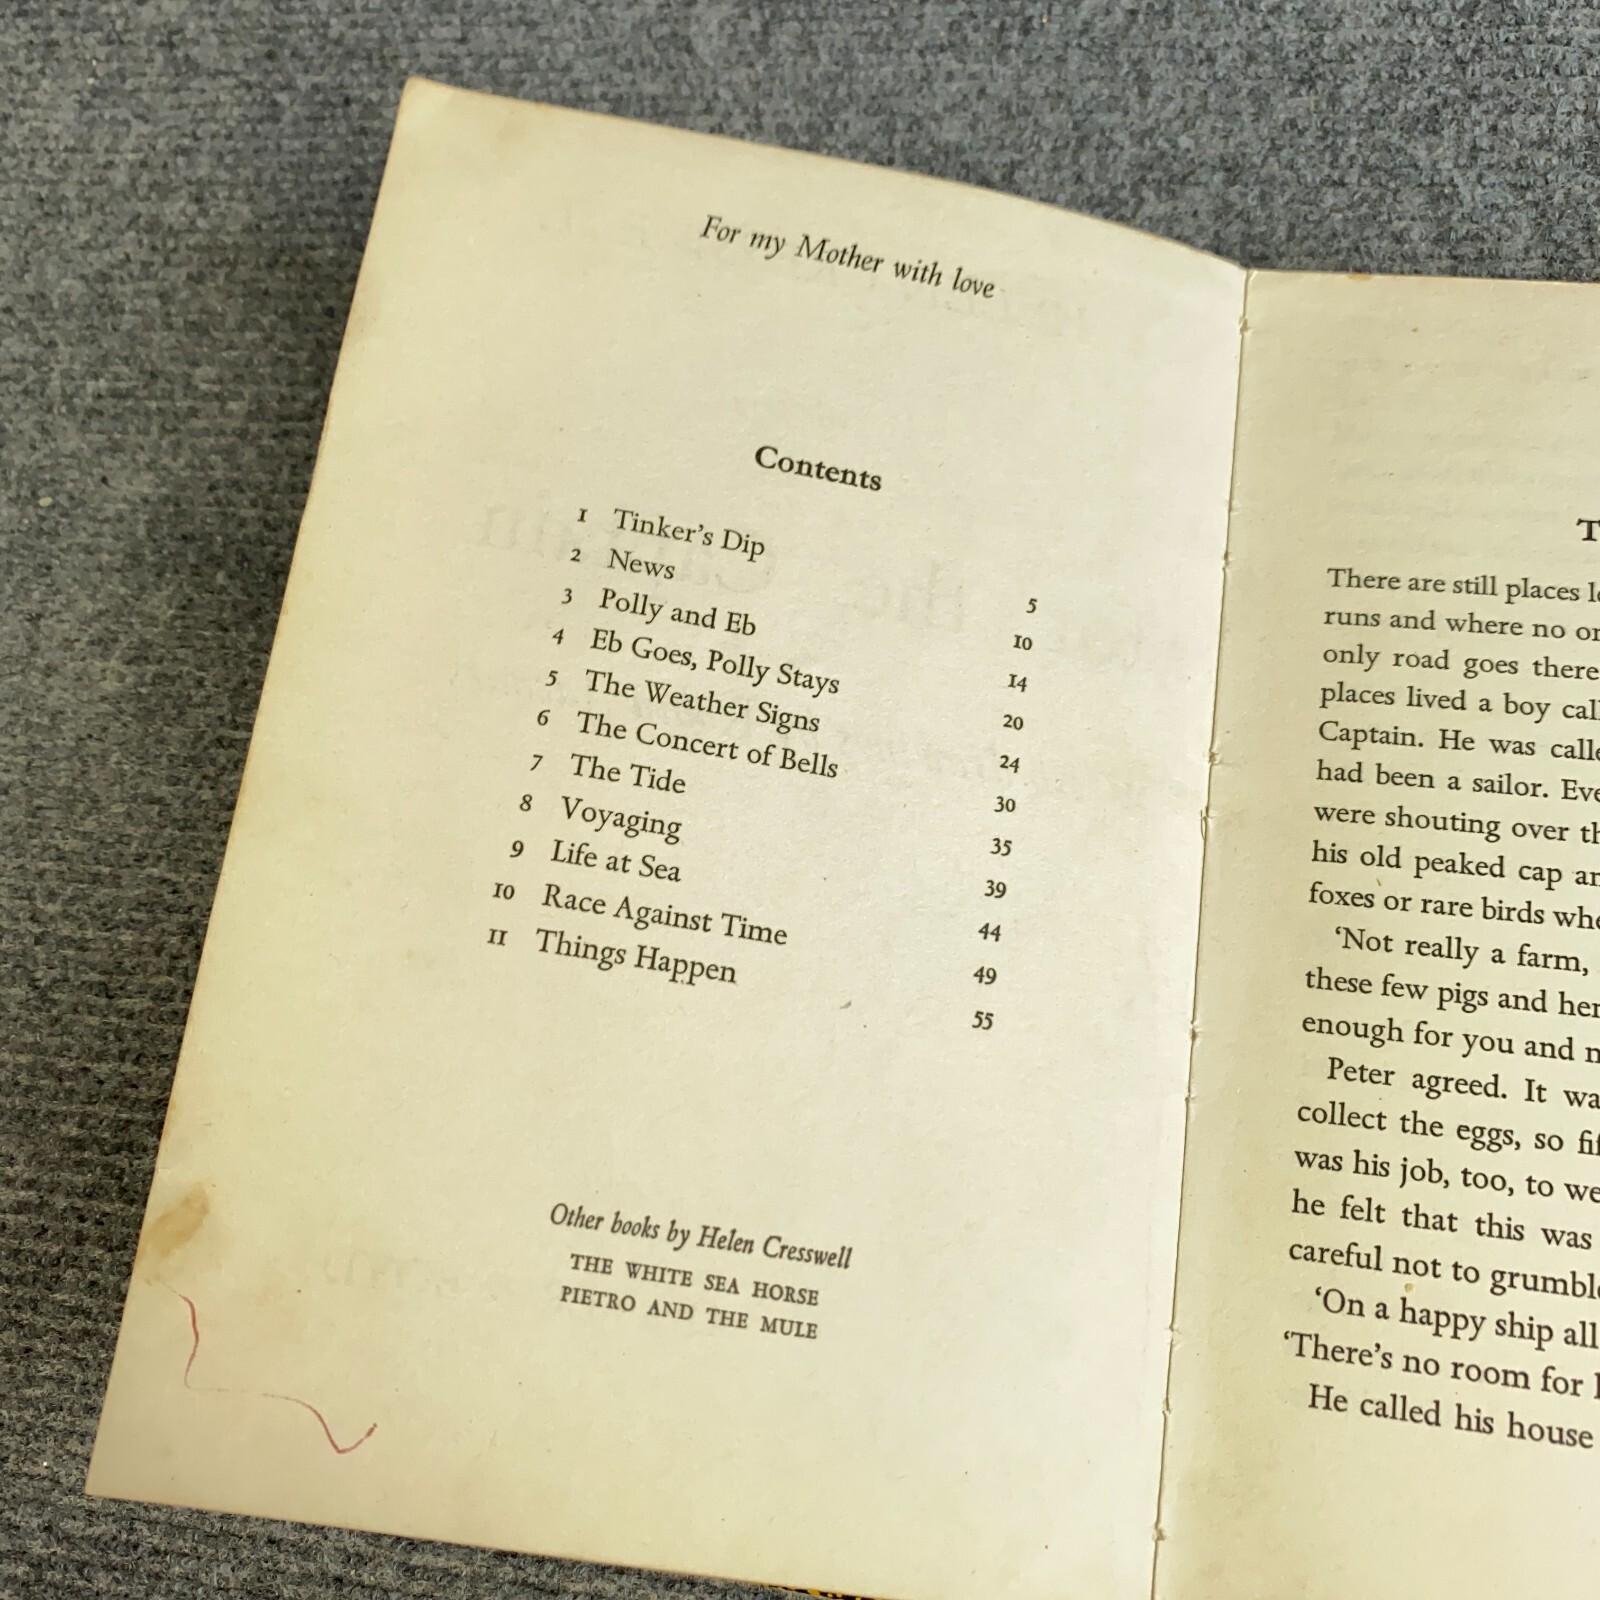 For my Mother with love
Contents
1 Tinker's Dip 5
2 News 10
3 Polly and Eb 14
4 Eb Goes, Polly Stays 20
5 The Weather Signs 24
6 The Concert of Bells 30
7 The Tide 35
8 Voyaging 39
9 Life at Sea 44
10 Race Against Time 49
11 Things Happen 55
Other books by Helen Cresswell
THE WHITE SEA HORSE
PIETRO AND THE MULE
There are still places
runs and where no
only road goes there
places lived a boy
Captain. He was
had been a sailor.
were shouting over
his old peaked cap
foxes or rare birds
‘Not really a farm,
these few pigs and
enough for you and
Peter agreed. It
collect the eggs, so
was his job, too, to
he felt that this was
careful not to
‘On a happy ship all
‘There's no room for
He called his house